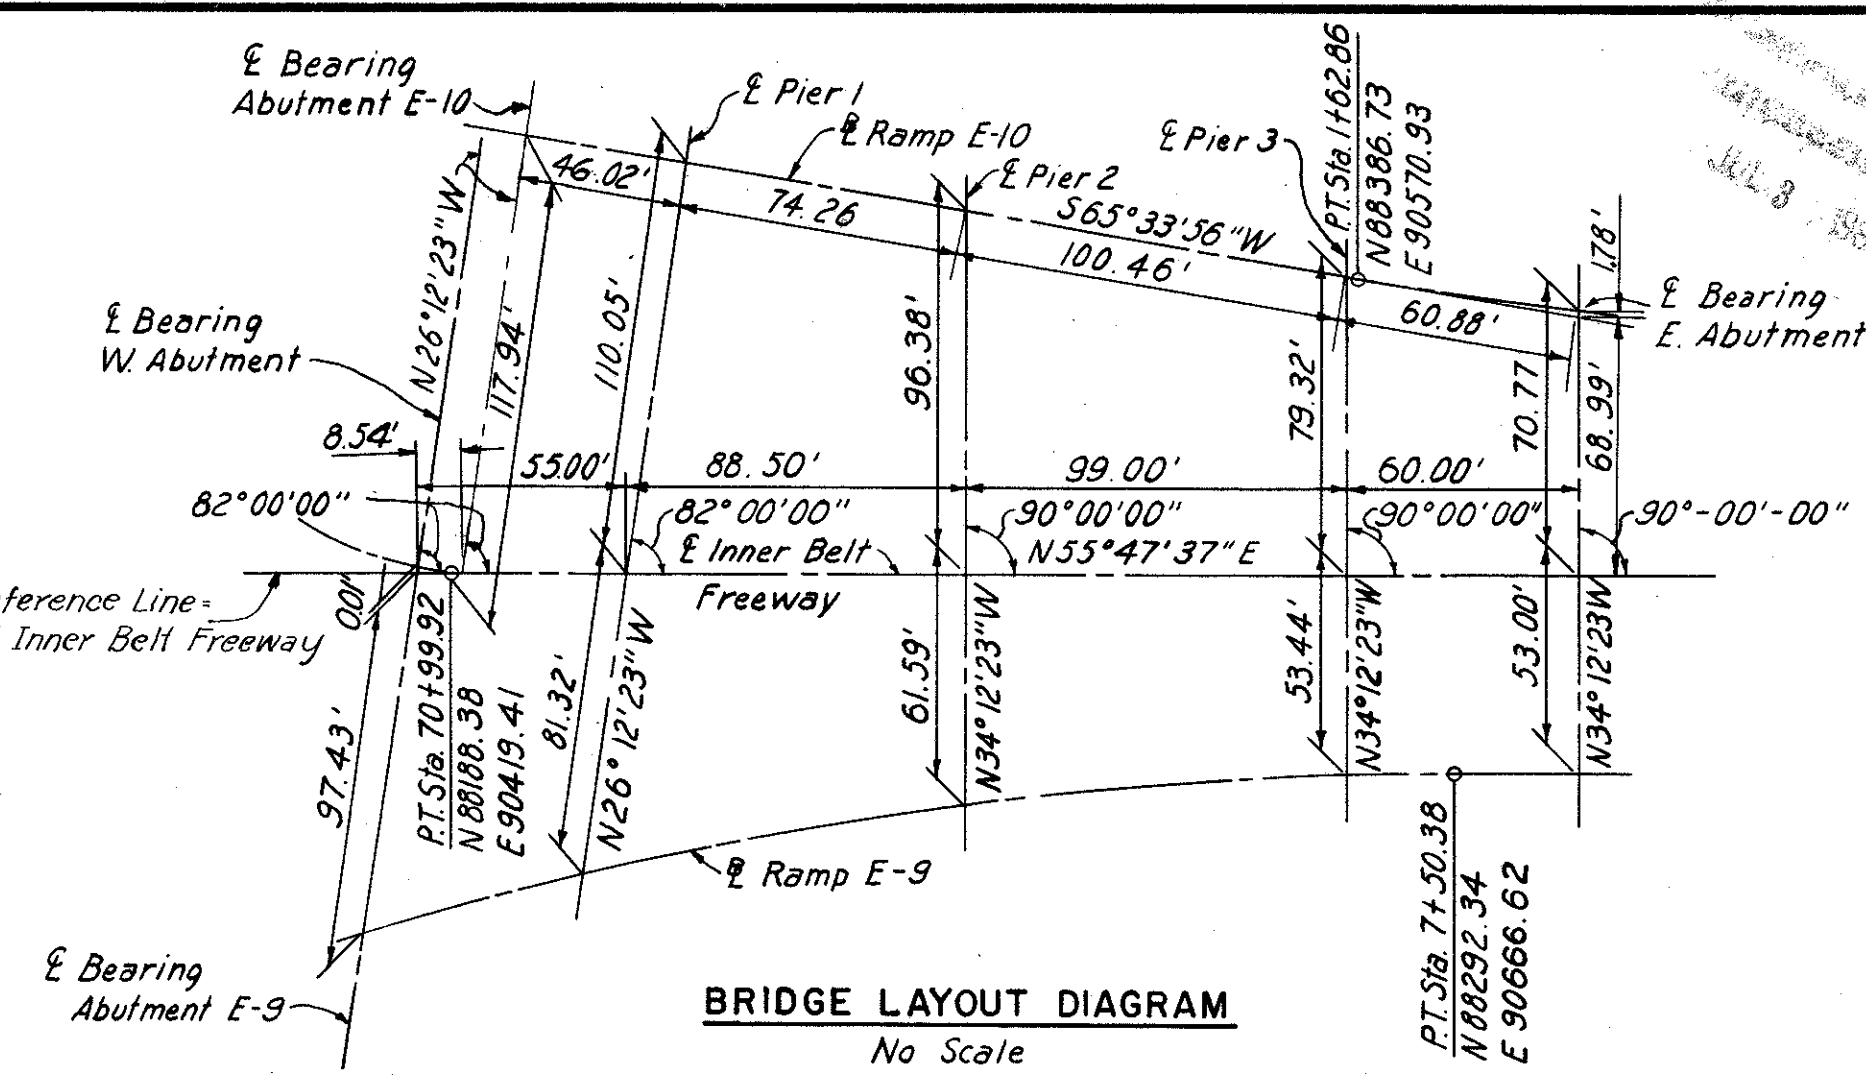 ℄ Bearing
Abutment E-10
℄ Pier 1
℄ Ramp E-10
℄ Pier 2
℄ Pier 3
P.T. Sta. 1+62.86
N 88386.73
E 90570.93
JUL 3
46.02'
74.26
S65°33'56"W
100.46'
60.88'
1.78'
℄ Bearing
E. Abutment
℄ Bearing
W. Abutment
N26°12'23"W
117.94'
110.05'
96.38'
79.32'
70.77
68.99'
8.54'
55.00'
88.50'
99.00'
60.00'
82°00'00"
82°00'00"
90°00'00"
90°00'00"
90°-00'-00"
℄ Inner Belt
Freeway
N55°47'37"E
ference Line =
Inner Belt Freeway
0.01'
97.43'
P.T. Sta. 70+99.92
N 88188.38
E 90419.41
81.32'
N26°12'23"W
61.59'
N34°12'23"W
53.44'
N34°12'23"W
53.00'
N34°12'23W
℄ Ramp E-9
P.T. Sta. 7+50.38
N 88292.34
E 90666.62
℄ Bearing
Abutment E-9
BRIDGE LAYOUT DIAGRAM
No Scale